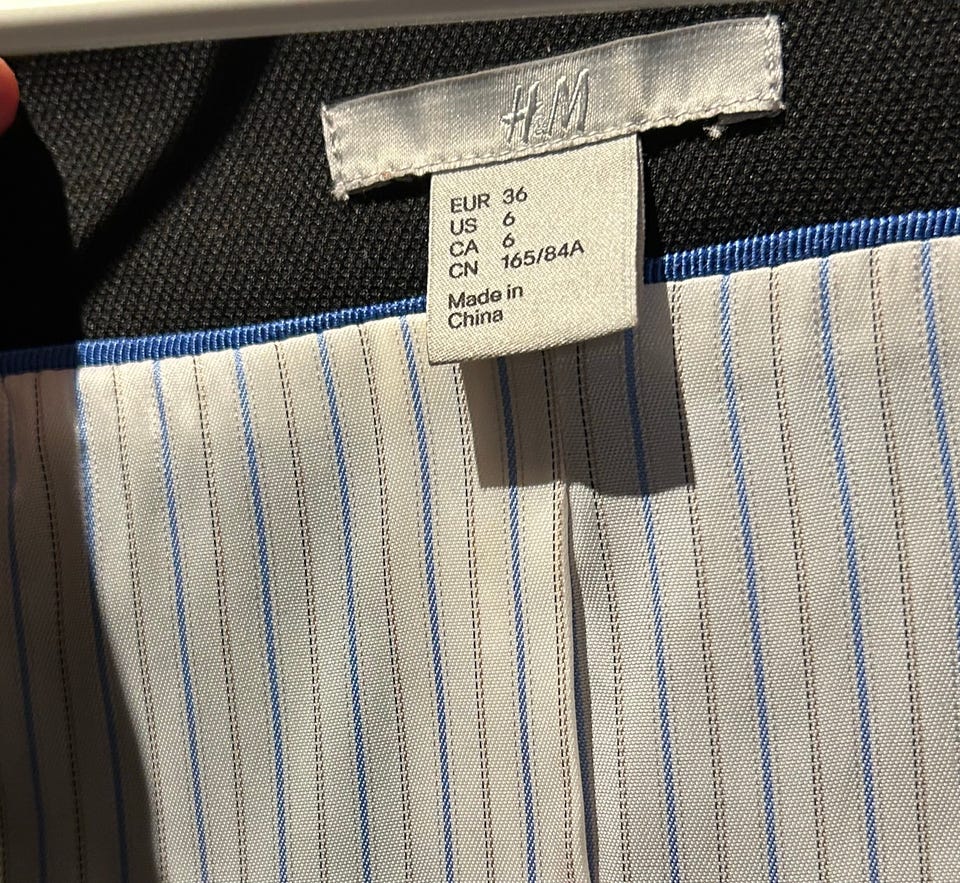 H&M
EUR 36
US 6
CA 6
CN 165/84A
Made in
China